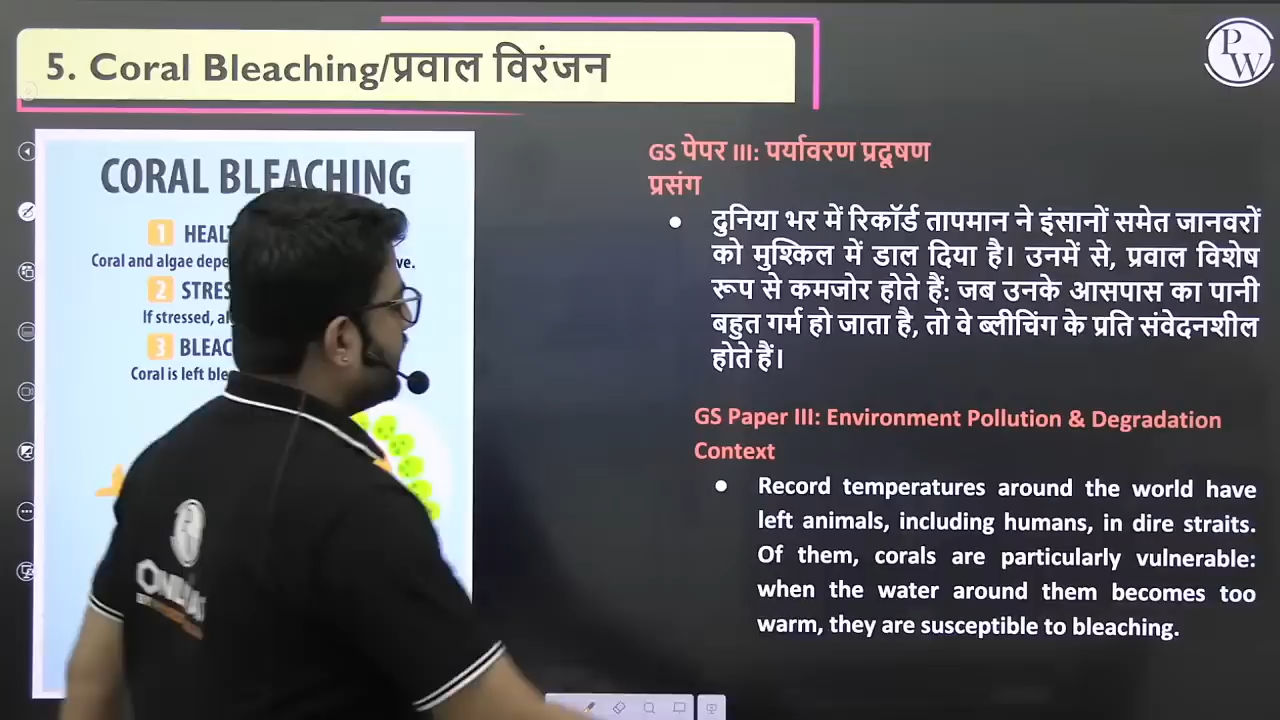 5. Coral Bleaching/प्रवाल विरंजन
PW
CORAL BLEACHING
1 HEAL
Coral and algae depe
ve.
2 STRES
If stressed, al
3 BLEAC
Coral is left ble
GS पेपर III: पर्यावरण प्रदूषण
प्रसंग
• दुनिया भर में रिकॉर्ड तापमान ने इंसानों समेत जानवरों
को मुश्किल में डाल दिया है। उनमें से, प्रवाल विशेष
रूप से कमजोर होते हैं: जब उनके आसपास का पानी
बहुत गर्म हो जाता है, तो वे ब्लीचिंग के प्रति संवेदनशील
होते हैं।
GS Paper III: Environment Pollution & Degradation
Context
• Record temperatures around the world have
left animals, including humans, in dire straits.
Of them, corals are particularly vulnerable:
when the water around them becomes too
warm, they are susceptible to bleaching.